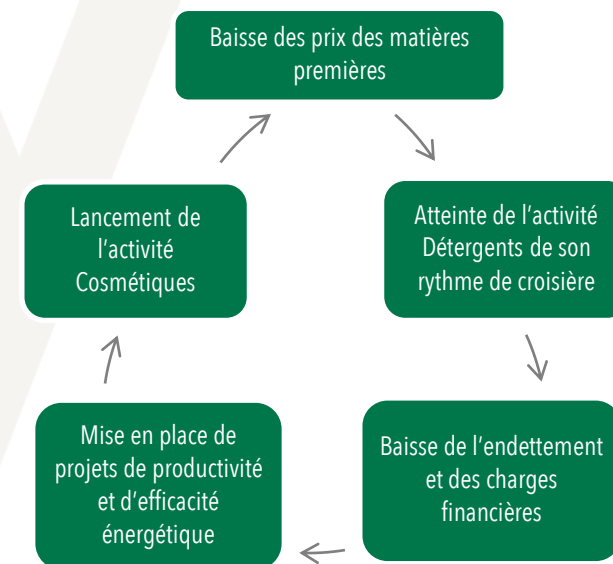 Baisse des prix des matières
premières
Lancement de
l’activité
Cosmétiques
Atteinte de l’activité
Détergents de son
rythme de croisière
Mise en place de
projets de productivité
et d’efficacité
énergétique
Baisse de l’endettement
et des charges
financières